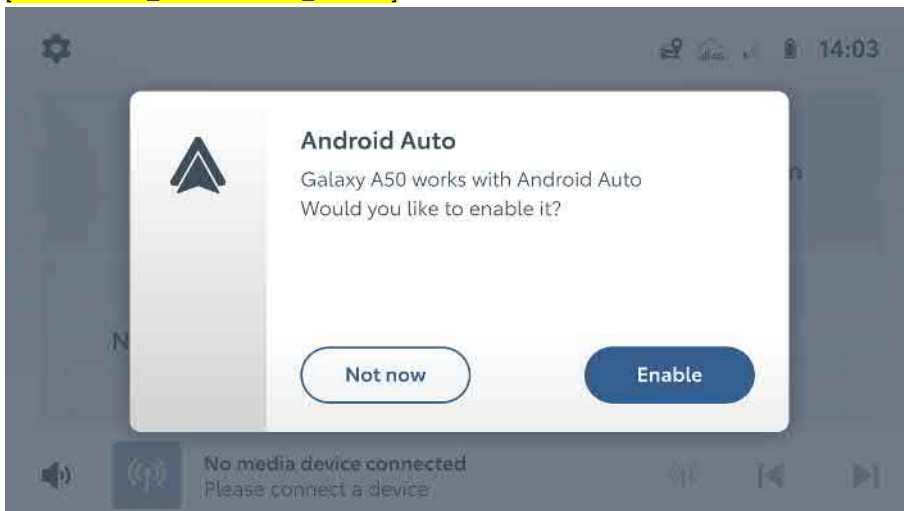 14:03
Android Auto
Galaxy A50 works with Android Auto
Would you like to enable it?
Not now
Enable
No media device connected
Please connect a device